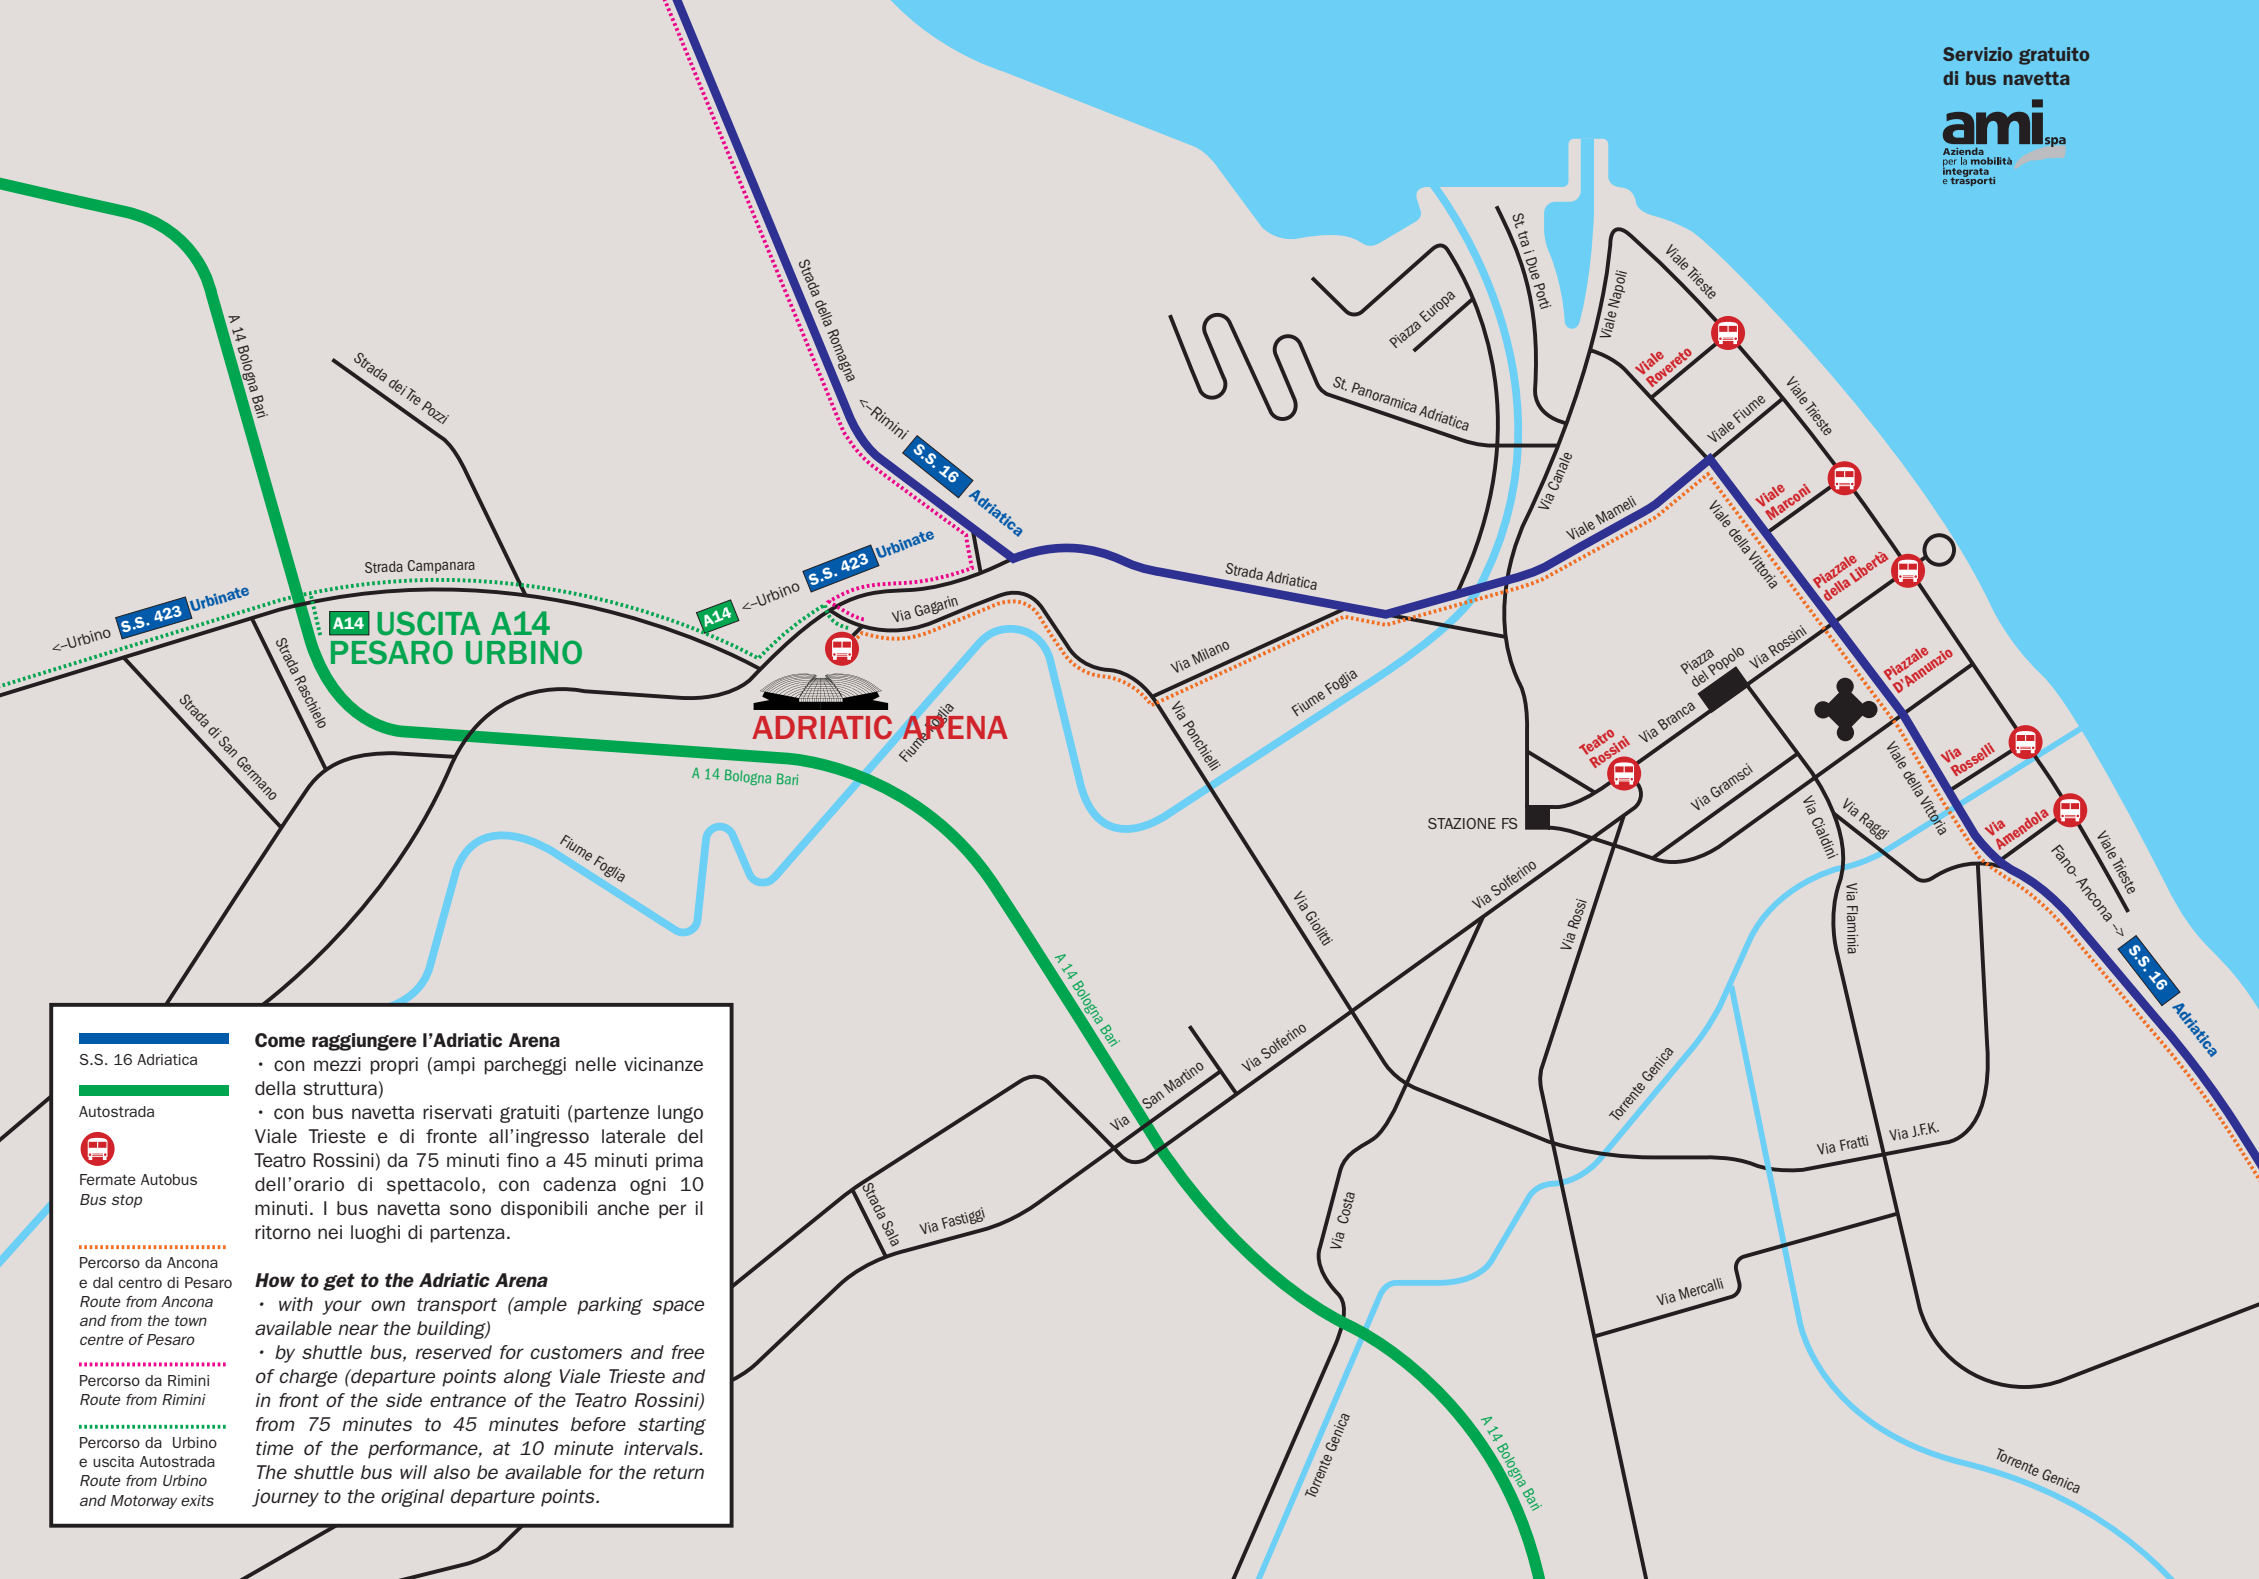 Servizio gratuito
di bus navetta
ami spa
Azienda
per la mobilità
integrata
e trasporti
St. tra i Due Porti
Viale Trieste
Viale Napoli
Piazza Europa
Viale
Rovereto
Strada della Romagna
A 14 Bologna Bari
Strada dei Tre Pozzi
St. Panoramica Adriatica
Viale Fiume
Viale Trieste
<--Rimini
S.S. 16
Adriatica
Via Canale
Viale
Marconi
Viale Mameli
Viale della Vittoria
Strada Campanara
A14
<--Urbino
S.S. 423
Urbinate
Strada Adriatica
Piazzale
della Libertà
<--Urbino
S.S. 423
Urbinate
A14
USCITA A14
PESARO URBINO
Via Gagarin
Via Milano
Fiume Foglia
Piazza
del Popolo
Via Rossini
Piazzale
D'Annunzio
Strada Raschielo
Strada di San Germano
ADRIATIC ARENA
Fiume Foglia
Via Ponchielli
Via Branca
Teatro
Rossini
Viale della Vittoria
Via
Rosselli
A 14 Bologna Bari
Via Gramsci
STAZIONE FS
Via Cialdini
Via Raggi
Via
Amendola
Viale Trieste
Fiume Foglia
Fano- Ancona -->
S.S. 16
Adriatica
Via Solferino
Via Giolitti
Via Rossi
Via Flaminia
A 14 Bologna Bari
Via Solferino
Via San Martino
Torrente Genica
Via Fratti
Via J.F.K.
Strada Sala
Via Fastiggi
Via Costa
Via Mercalli
Torrente Genica
A 14 Bologna Bari
Torrente Genica
S.S. 16 Adriatica
Autostrada
Fermate Autobus
Bus stop
Percorso da Ancona
e dal centro di Pesaro
Route from Ancona
and from the town
centre of Pesaro
Percorso da Rimini
Route from Rimini
Percorso da Urbino
e uscita Autostrada
Route from Urbino
and Motorway exits
Come raggiungere l'Adriatic Arena
· con mezzi propri (ampi parcheggi nelle vicinanze
della struttura)
· con bus navetta riservati gratuiti (partenze lungo
Viale Trieste e di fronte all'ingresso laterale del
Teatro Rossini) da 75 minuti fino a 45 minuti prima
dell'orario di spettacolo, con cadenza ogni 10
minuti. I bus navetta sono disponibili anche per il
ritorno nei luoghi di partenza.
How to get to the Adriatic Arena
· with your own transport (ample parking space
available near the building)
· by shuttle bus, reserved for customers and free
of charge (departure points along Viale Trieste and
in front of the side entrance of the Teatro Rossini)
from 75 minutes to 45 minutes before starting
time of the performance, at 10 minute intervals.
The shuttle bus will also be available for the return
journey to the original departure points.